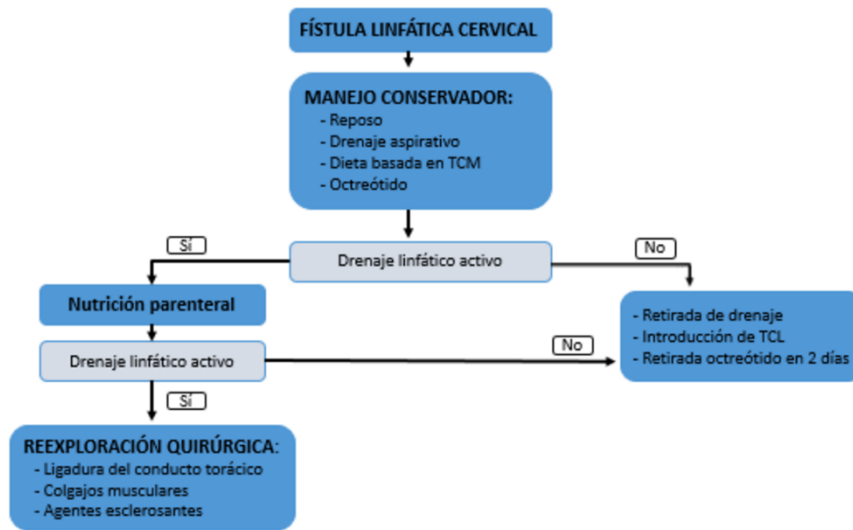 FÍSTULA LINFÁTICA CERVICAL
MANEJO CONSERVADOR:
- Reposo
- Drenaje aspirativo
- Dieta basada en TCM
- Octreótido
Sí
No
Drenaje linfático activo
Nutrición parenteral
- Retirada de drenaje
- Introducción de TCL
- Retirada octreótido en 2 días
Drenaje linfático activo
No
Sí
REEXPLORACIÓN QUIRÚRGICA:
- Ligadura del conducto torácico
- Colgajos musculares
- Agentes esclerosantes